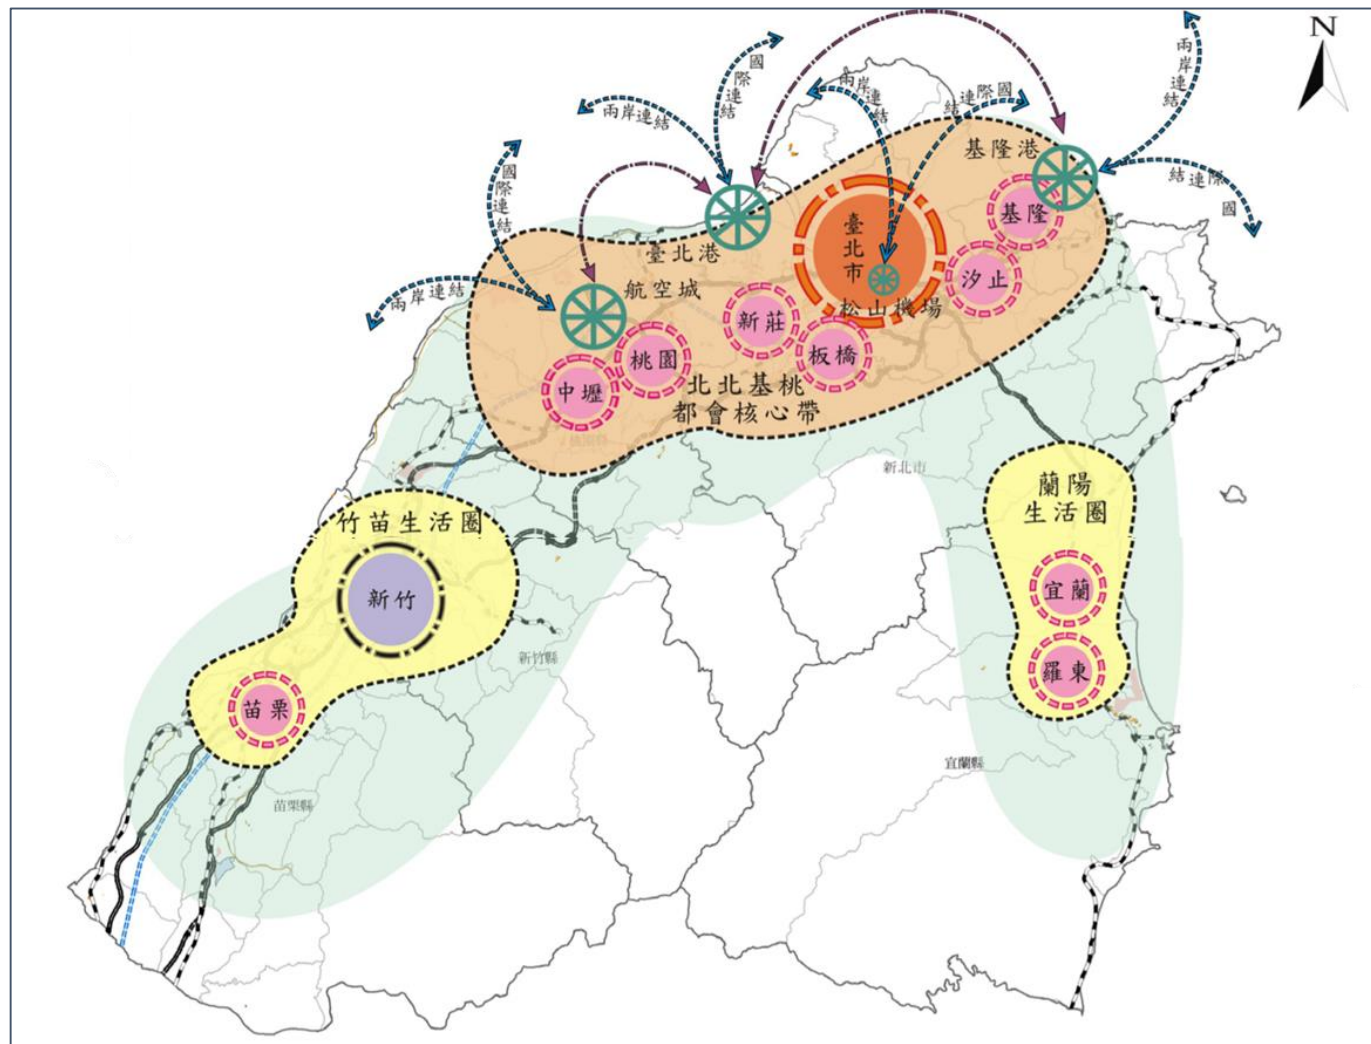 N
國際連結
兩岸連結
兩岸連結
國際連結
兩岸連結
國際連結
兩岸連結
國際連結
基隆港
基隆
臺北市
臺北港
汐止
航空城
松山機場
新莊
板橋
桃園
中壢
北北基桃
都會核心帶
桃園縣
新北市
蘭陽
生活圈
竹苗生活圈
宜蘭
新竹
新竹縣
羅東
苗栗
宜蘭縣
苗栗縣